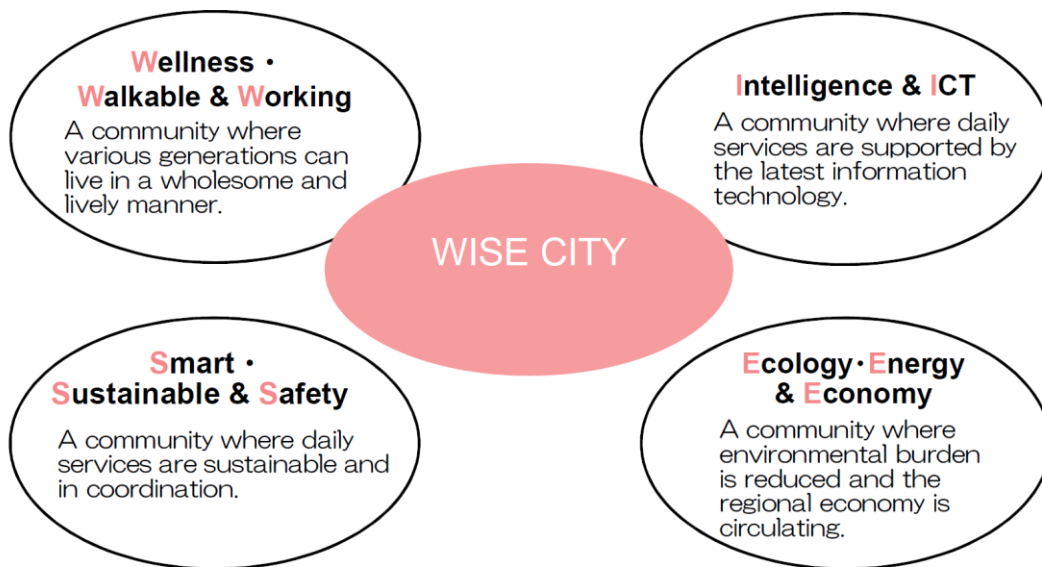 Wellness・
Walkable & Working
A community where
various generations can
live in a wholesome and
lively manner.
Intelligence & ICT
A community where daily
services are supported by
the latest information
technology.
WISE CITY
Smart・
Sustainable & Safety
A community where daily
services are sustainable and
in coordination.
Ecology・Energy
& Economy
A community where
environmental burden
is reduced and the
regional economy is
circulating.